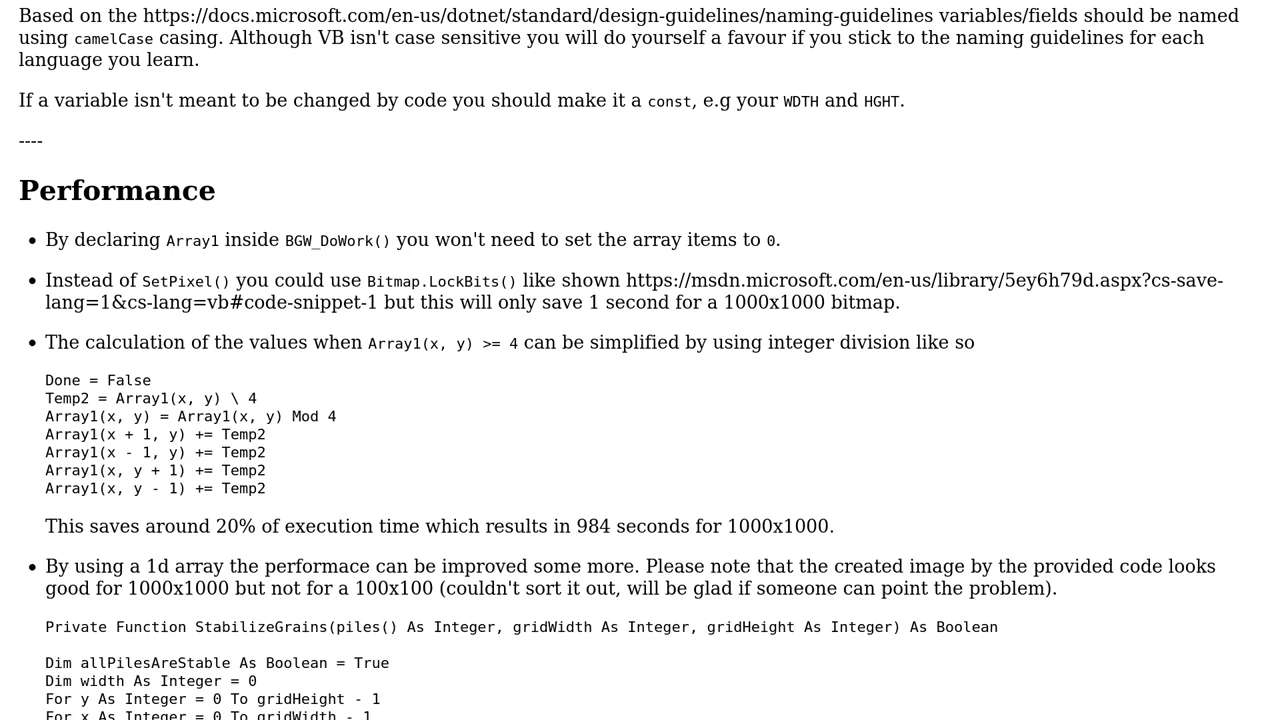 Based on the https://docs.microsoft.com/en-us/dotnet/standard/design-guidelines/naming-guidelines variables/fields should be named
using camelCase casing. Although VB isn't case sensitive you will do yourself a favour if you stick to the naming guidelines for each
language you learn.
If a variable isn't meant to be changed by code you should make it a const, e.g your WDTH and HGHT.
----
Performance
• By declaring Array1 inside BGW_DoWork() you won't need to set the array items to 0.
• Instead of SetPixel() you could use Bitmap.LockBits() like shown https://msdn.microsoft.com/en-us/library/5ey6h79d.aspx?cs-save-
lang=1&cs-lang=vb#code-snippet-1 but this will only save 1 second for a 1000x1000 bitmap.
• The calculation of the values when Array1(x, y) >= 4 can be simplified by using integer division like so
Done = False
Temp2 = Array1(x, y) \ 4
Array1(x, y) = Array1(x, y) Mod 4
Array1(x + 1, y) += Temp2
Array1(x - 1, y) += Temp2
Array1(x, y + 1) += Temp2
Array1(x, y - 1) += Temp2
This saves around 20% of execution time which results in 984 seconds for 1000x1000.
• By using a 1d array the performace can be improved some more. Please note that the created image by the provided code looks
good for 1000x1000 but not for a 100x100 (couldn't sort it out, will be glad if someone can point the problem).
Private Function StabilizeGrains(piles() As Integer, gridWidth As Integer, gridHeight As Integer) As Boolean
Dim allPilesAreStable As Boolean = True
Dim width As Integer = 0
For y As Integer = 0 To gridHeight - 1
For x As Integer = 0 To gridWidth - 1